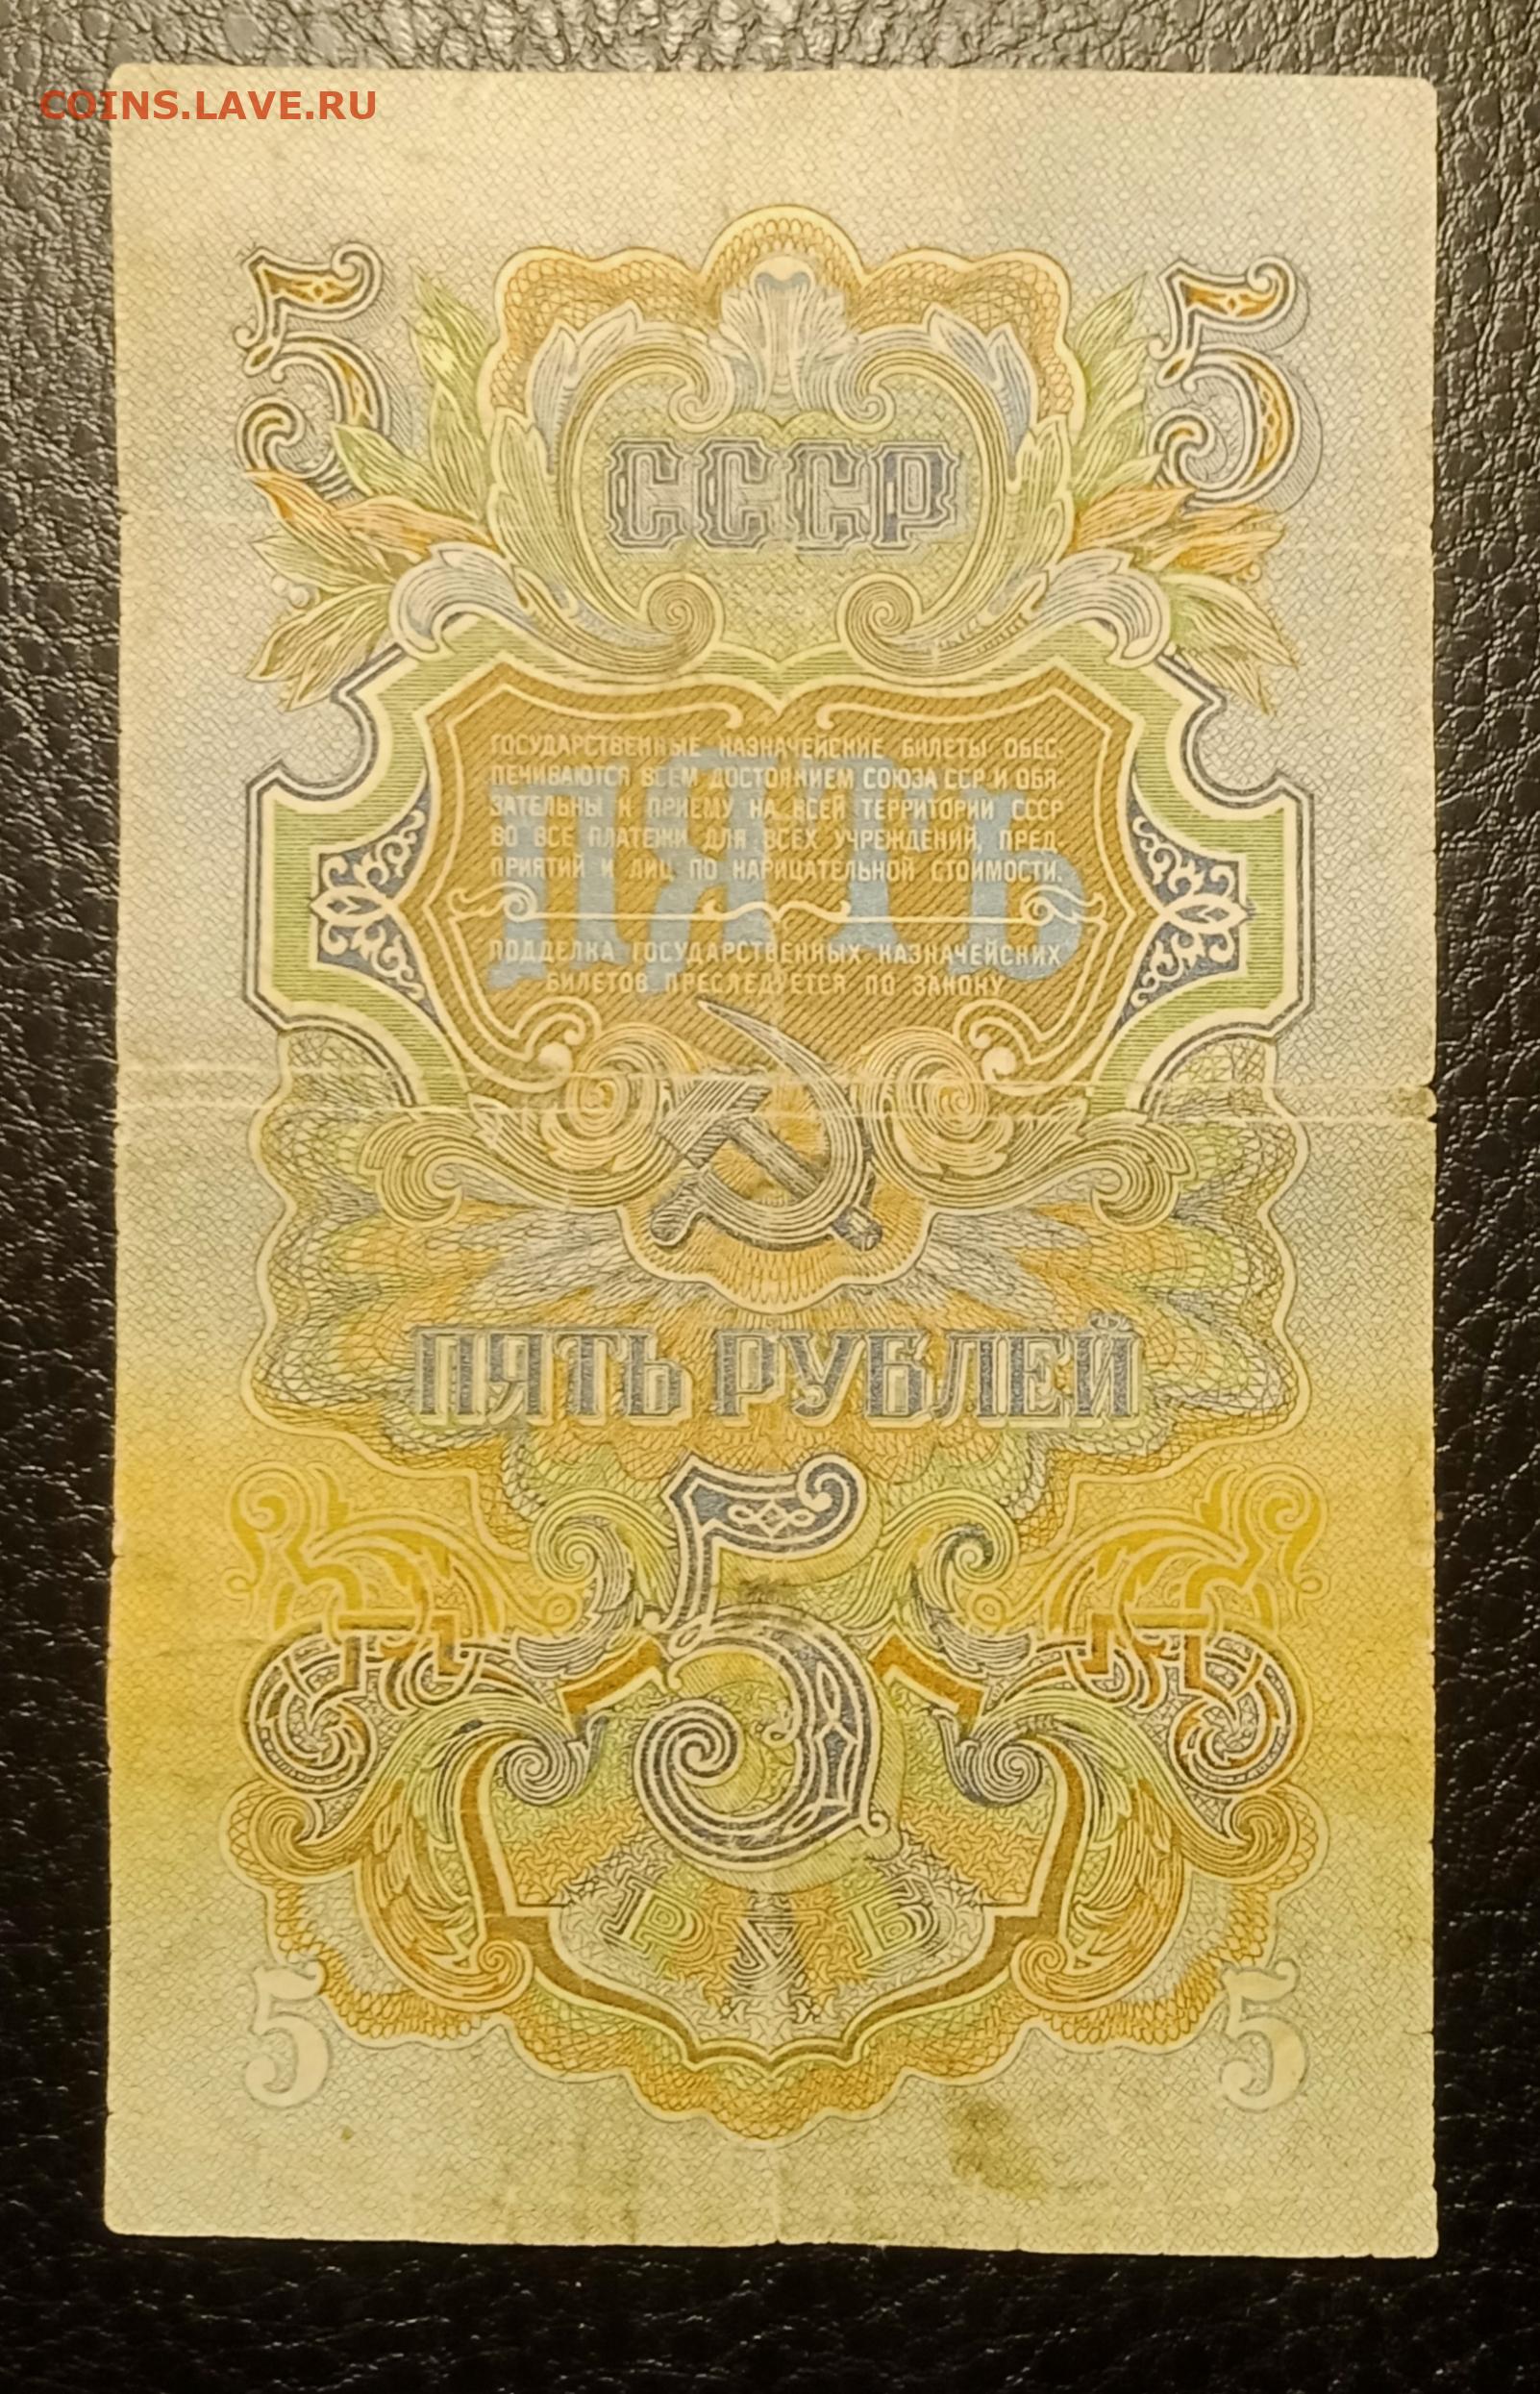 COINS.LAVE.RU
5 5
СССР
ПЯТЬ
ГОСУДАРСТВЕННЫЕ КАЗНАЧЕЙСКИЕ БИЛЕТЫ ОБЕС-
ПЕЧИВАЮТСЯ ВСЕМ ДОСТОЯНИЕМ СОЮЗА ССР И ОБЯ-
ЗАТЕЛЬНЫ К ПРИЕМУ НА ВСЕЙ ТЕРРИТОРИИ СССР
ВО ВСЕ ПЛАТЕЖИ ДЛЯ ВСЕХ УЧРЕЖДЕНИЙ, ПРЕД-
ПРИЯТИЙ И ЛИЦ ПО НАРИЦАТЕЛЬНОЙ СТОИМОСТИ.
ПОДДЕЛКА ГОСУДАРСТВЕННЫХ КАЗНАЧЕЙСКИХ
БИЛЕТОВ ПРЕСЛЕДУЕТСЯ ПО ЗАКОНУ
ПЯТЬ РУБЛЕЙ
5
РУБ
5 5